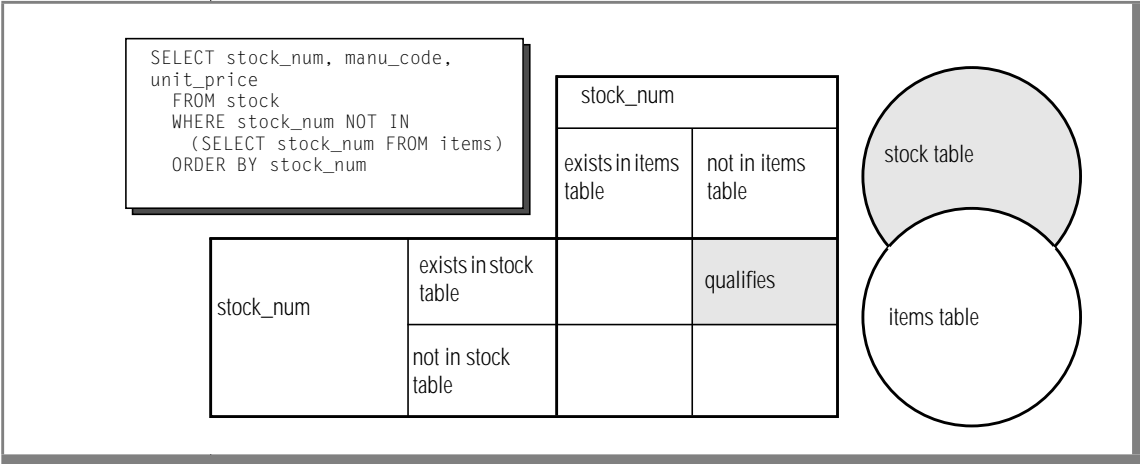 SELECT stock_num, manu_code,
unit_price
FROM stock
WHERE stock_num NOT IN
(SELECT stock_num FROM items)
ORDER BY stock_num
stock_num
exists in items
table
not in items
table
stock_num
exists in stock
table
qualifies
not in stock
table
stock table
items table